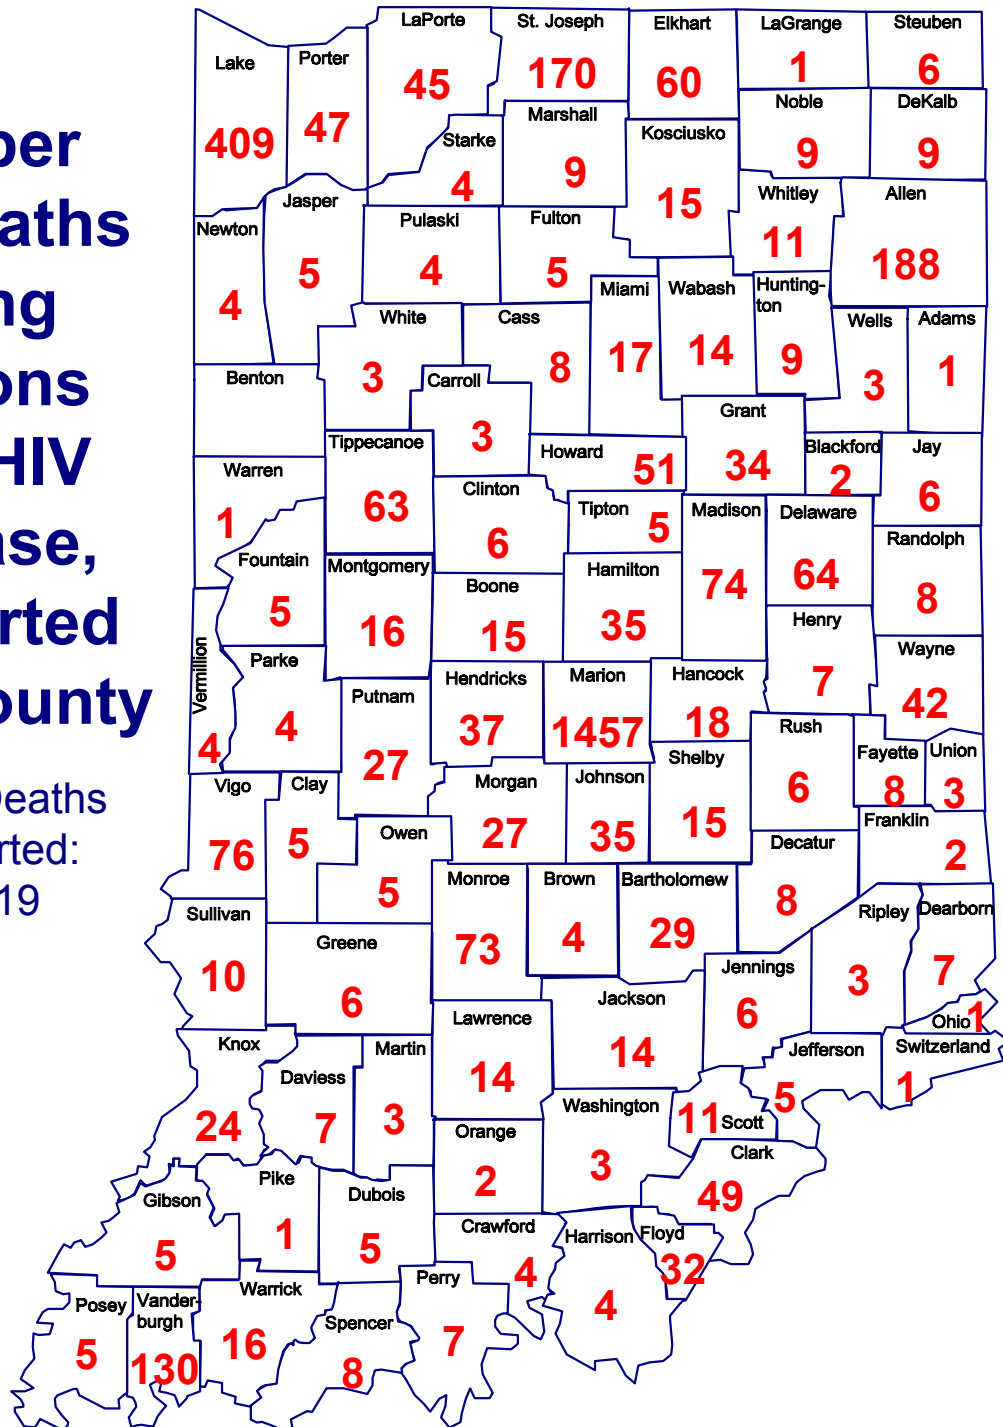 ber
aths
ng
ons
HIV
ase,
rted
ounty
Deaths
rted:
19
LaPorte
45
St. Joseph
170
Elkhart
60
LaGrange
1
Steuben
6
Lake
409
Porter
47
Noble
9
DeKalb
9
Marshall
9
Starke
4
Kosciusko
15
Whitley
11
Allen
188
Jasper
5
Newton
4
Pulaski
4
Fulton
5
Miami
17
Wabash
14
Hunting-
ton
9
Wells
3
Adams
1
White
3
Cass
8
Benton
Carroll
3
Grant
34
Tippecanoe
63
Howard
51
Blackford
2
Jay
6
Warren
1
Clinton
6
Tipton
5
Madison
74
Delaware
64
Randolph
8
Fountain
5
Montgomery
16
Boone
15
Hamilton
35
Henry
7
Wayne
42
Vermillion
4
Parke
4
Putnam
27
Hendricks
37
Marion
1457
Hancock
18
Rush
6
Fayette
8
Union
3
Shelby
15
Vigo
76
Clay
5
Morgan
27
Johnson
35
Franklin
2
Owen
5
Decatur
8
Monroe
73
Brown
4
Bartholomew
29
Ripley
3
Dearborn
7
Sullivan
10
Greene
6
Jennings
6
Jackson
14
Ohio
1
Lawrence
14
Knox
24
Martin
3
Daviess
7
Jefferson
5
Switzerland
1
Washington
3
Scott
11
Orange
2
Clark
49
Pike
1
Dubois
5
Gibson
5
Crawford
4
Harrison
4
Floyd
32
Perry
7
Warrick
16
Posey
5
Vander-
burgh
130
Spencer
8